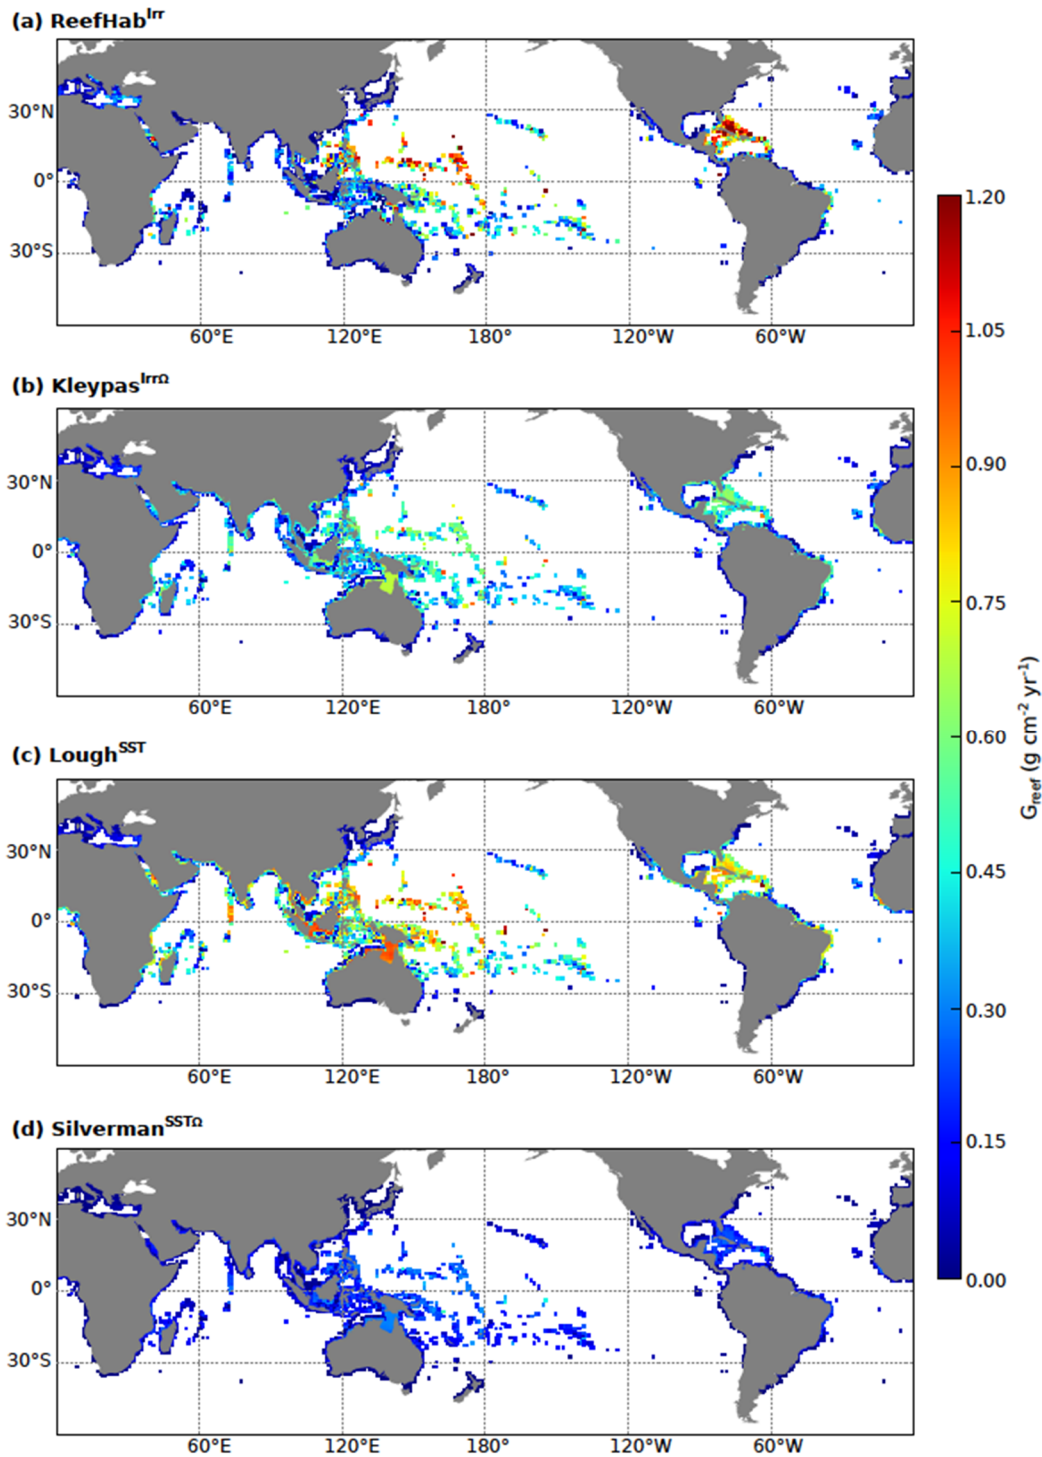 (a) ReefHab^Irr
30°N
0°
30°S
60°E 120°E 180° 120°W 60°W
(b) Kleypas^IrrΩ
30°N
0°
30°S
60°E 120°E 180° 120°W 60°W
(c) Lough^SST
30°N
0°
30°S
60°E 120°E 180° 120°W 60°W
(d) Silverman^SSTΩ
30°N
0°
30°S
60°E 120°E 180° 120°W 60°W
1.20
1.05
0.90
0.75
0.60
0.45
0.30
0.15
0.00
G_reef (g cm⁻² yr⁻¹)